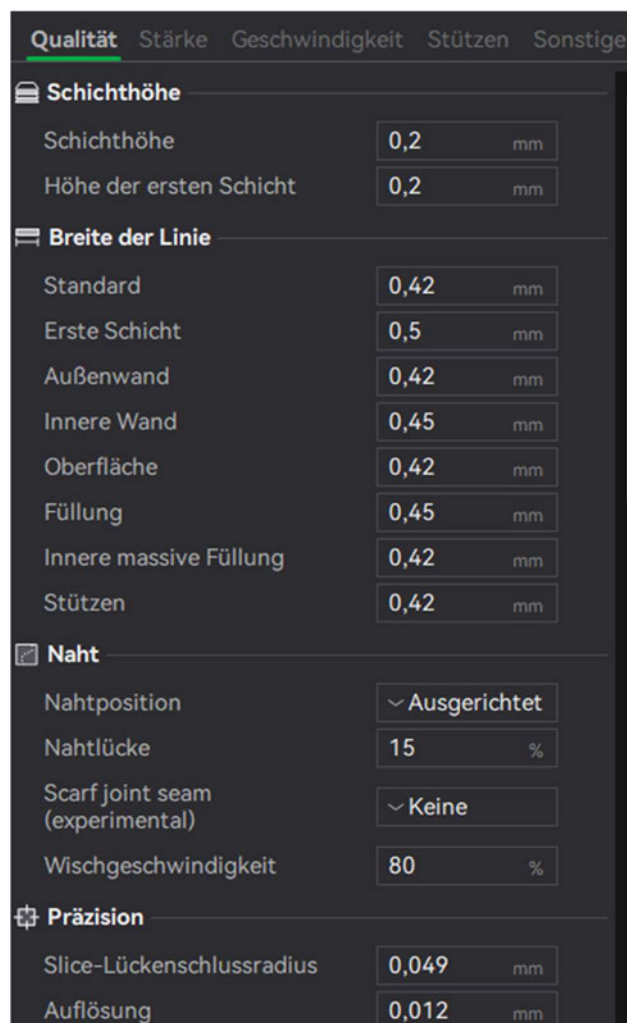 Qualität Stärke Geschwindigkeit Stützen Sonstige
Schichthöhe
Schichthöhe 0,2 mm
Höhe der ersten Schicht 0,2 mm
Breite der Linie
Standard 0,42 mm
Erste Schicht 0,5 mm
Außenwand 0,42 mm
Innere Wand 0,45 mm
Oberfläche 0,42 mm
Füllung 0,45 mm
Innere massive Füllung 0,42 mm
Stützen 0,42 mm
Naht
Nahtposition Ausgerichtet
Nahtlücke 15 %
Scarf joint seam
(experimental) Keine
Wischgeschwindigkeit 80 %
Präzision
Slice-Lückenschlussradius 0,049 mm
Auflösung 0,012 mm